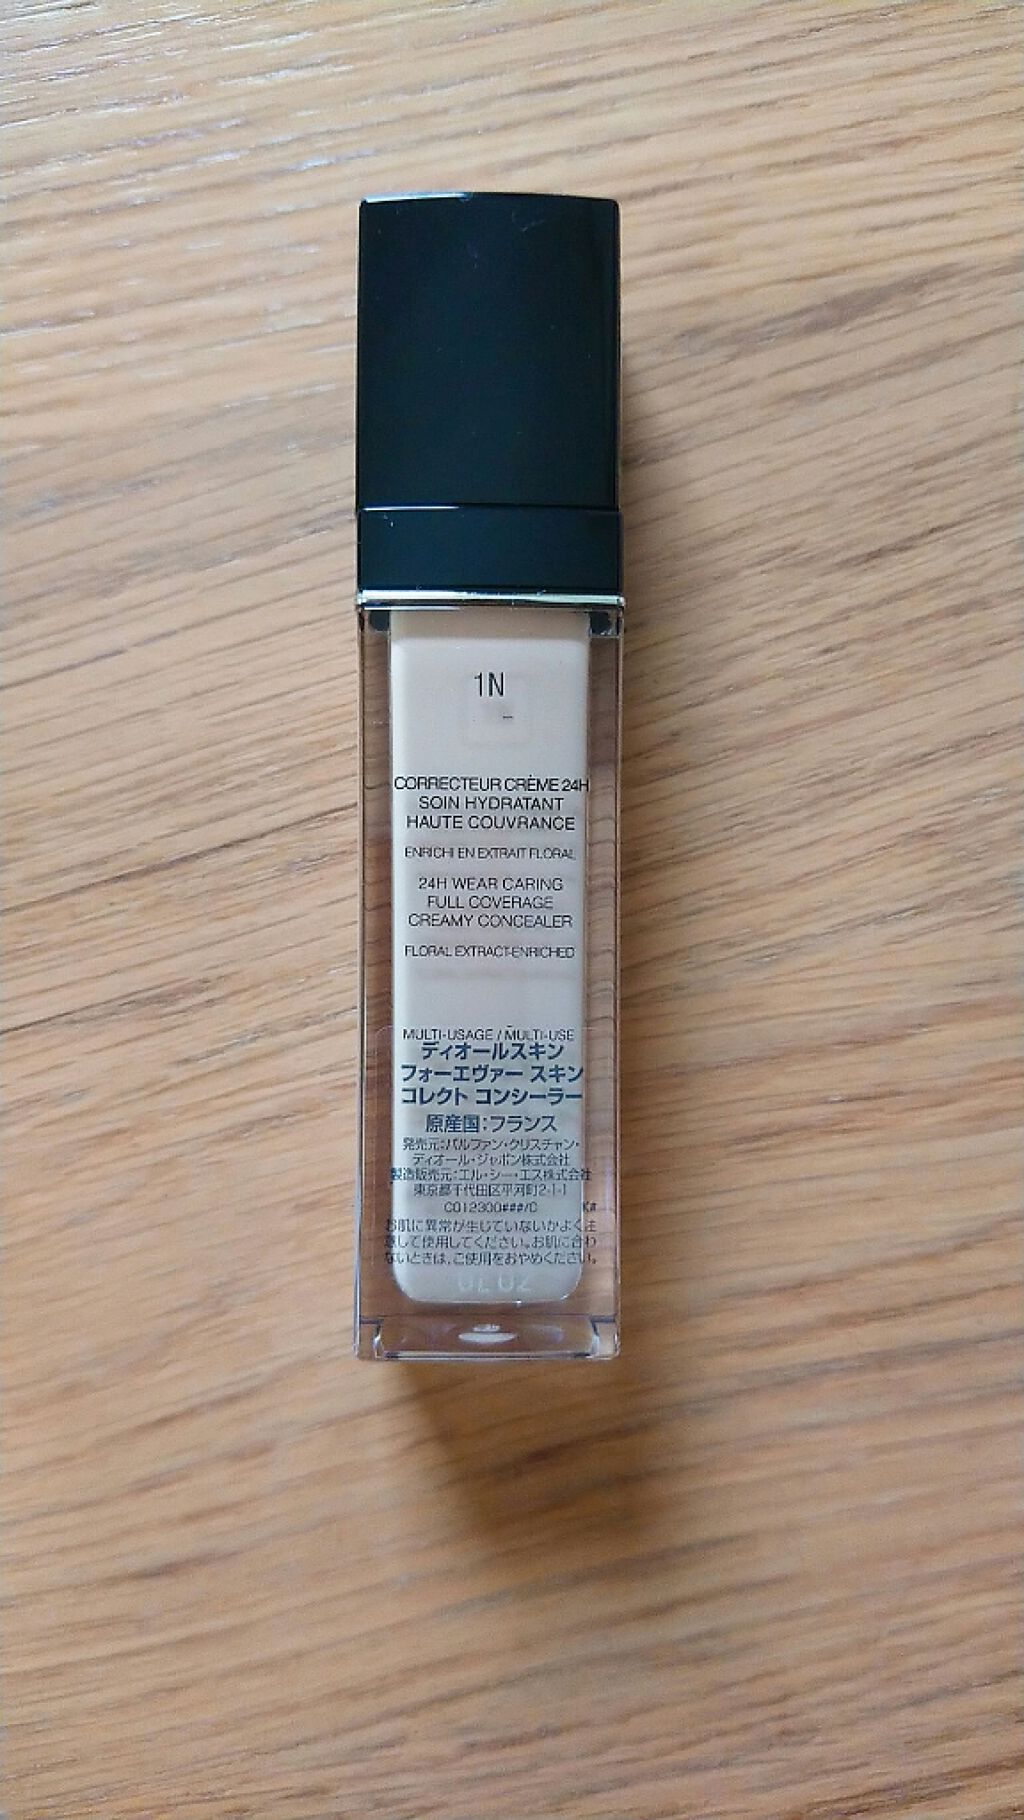 1N
CORRECTEUR CRÈME 24H
SOIN HYDRATANT
HAUTE COUVRANCE
ENRICHI EN EXTRAIT FLORAL
24H WEAR CARING
FULL COVERAGE
CREAMY CONCEALER
FLORAL EXTRACT-ENRICHED
MULTI-USAGE / MULTI-USE
ディオールスキン
フォーエヴァー スキン
コレクト コンシーラー
原産国:フランス
発売元:パルファン・クリスチャン・
ディオール・ジャポン株式会社
製造販売元:エル・シー・エス株式会社
東京都千代田区平河町2-1-1
C012300###/C K#
お肌に異常が生じていないかよく注
意して使用してください。お肌に合わ
ないときは、ご使用をおやめください。